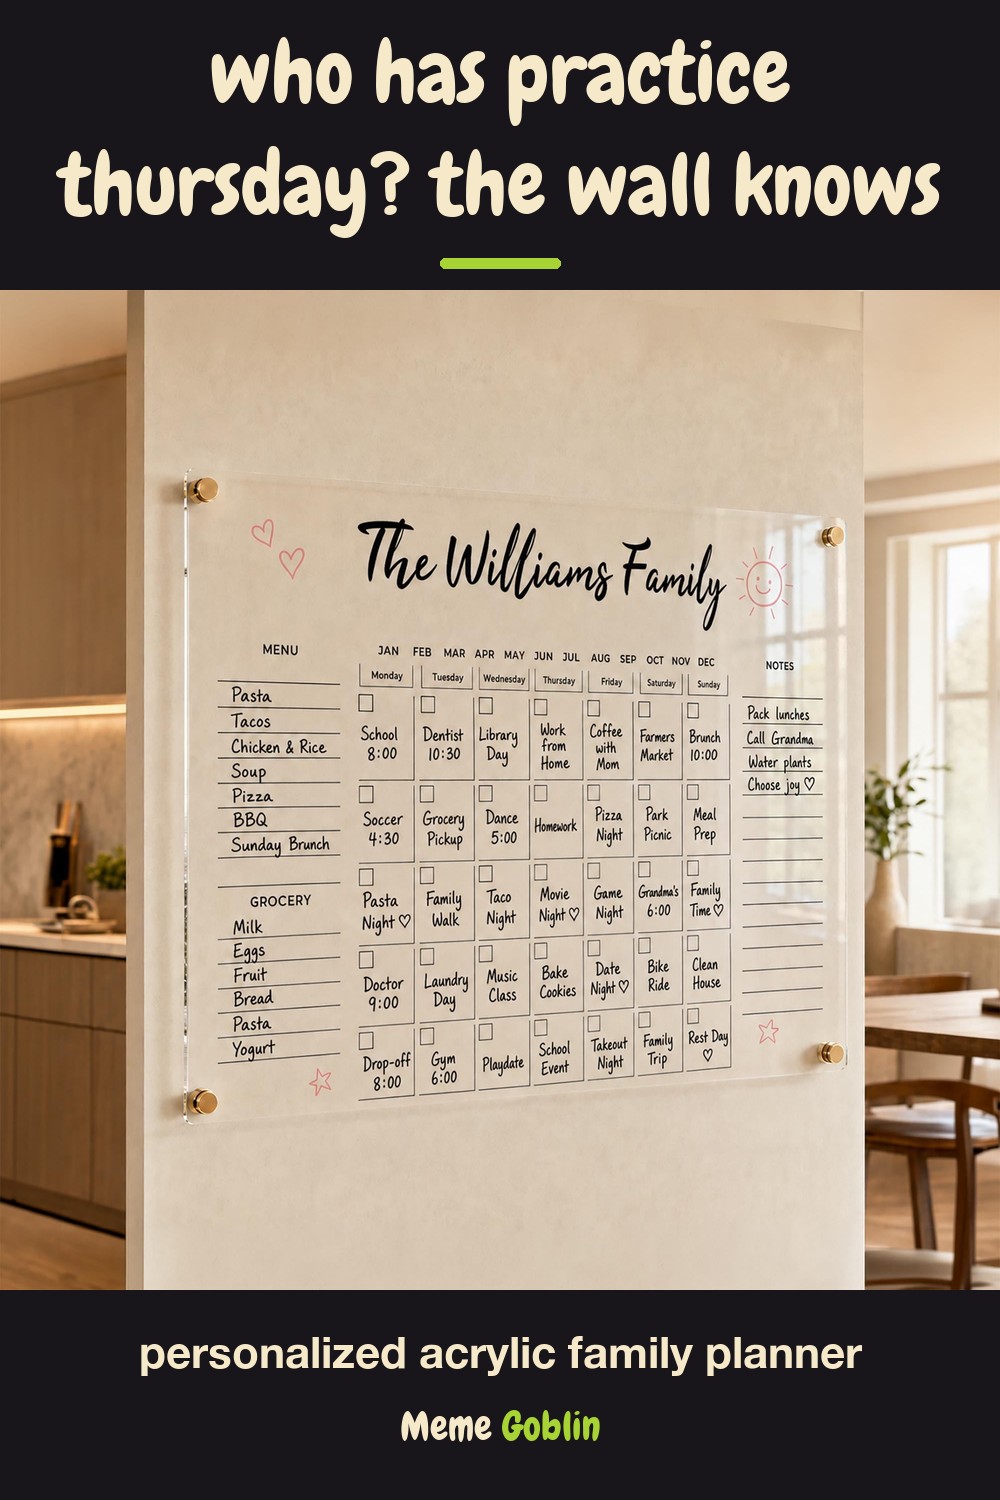 who has practice
thursday? the wall knows
The Williams Family
MENU
Pasta
Tacos
Chicken & Rice
Soup
Pizza
BBQ
Sunday Brunch
GROCERY
Milk
Eggs
Fruit
Bread
Pasta
Yogurt
JAN FEB MAR APR MAY JUN JUL AUG SEP OCT NOV DEC
Monday Tuesday Wednesday Thursday Friday Saturday Sunday
School
8:00
Dentist
10:30
Library
Day
Work
from
Home
Coffee
with
Mom
Farmers
Market
Brunch
10:00
Soccer
4:30
Grocery
Pickup
Dance
5:00
Homework
Pizza
Night
Park
Picnic
Meal
Prep
Pasta
Night ♡
Family
Walk
Taco
Night
Movie
Night ♡
Game
Night
Grandma's
6:00
Family
Time ♡
Doctor
9:00
Laundry
Day
Music
Class
Bake
Cookies
Date
Night ♡
Bike
Ride
Clean
House
Drop-off
8:00
Gym
6:00
Playdate
School
Event
Takeout
Night
Family
Trip
Rest Day
♡
NOTES
Pack lunches
Call Grandma
Water plants
Choose joy ♡
personalized acrylic family planner
Meme Goblin